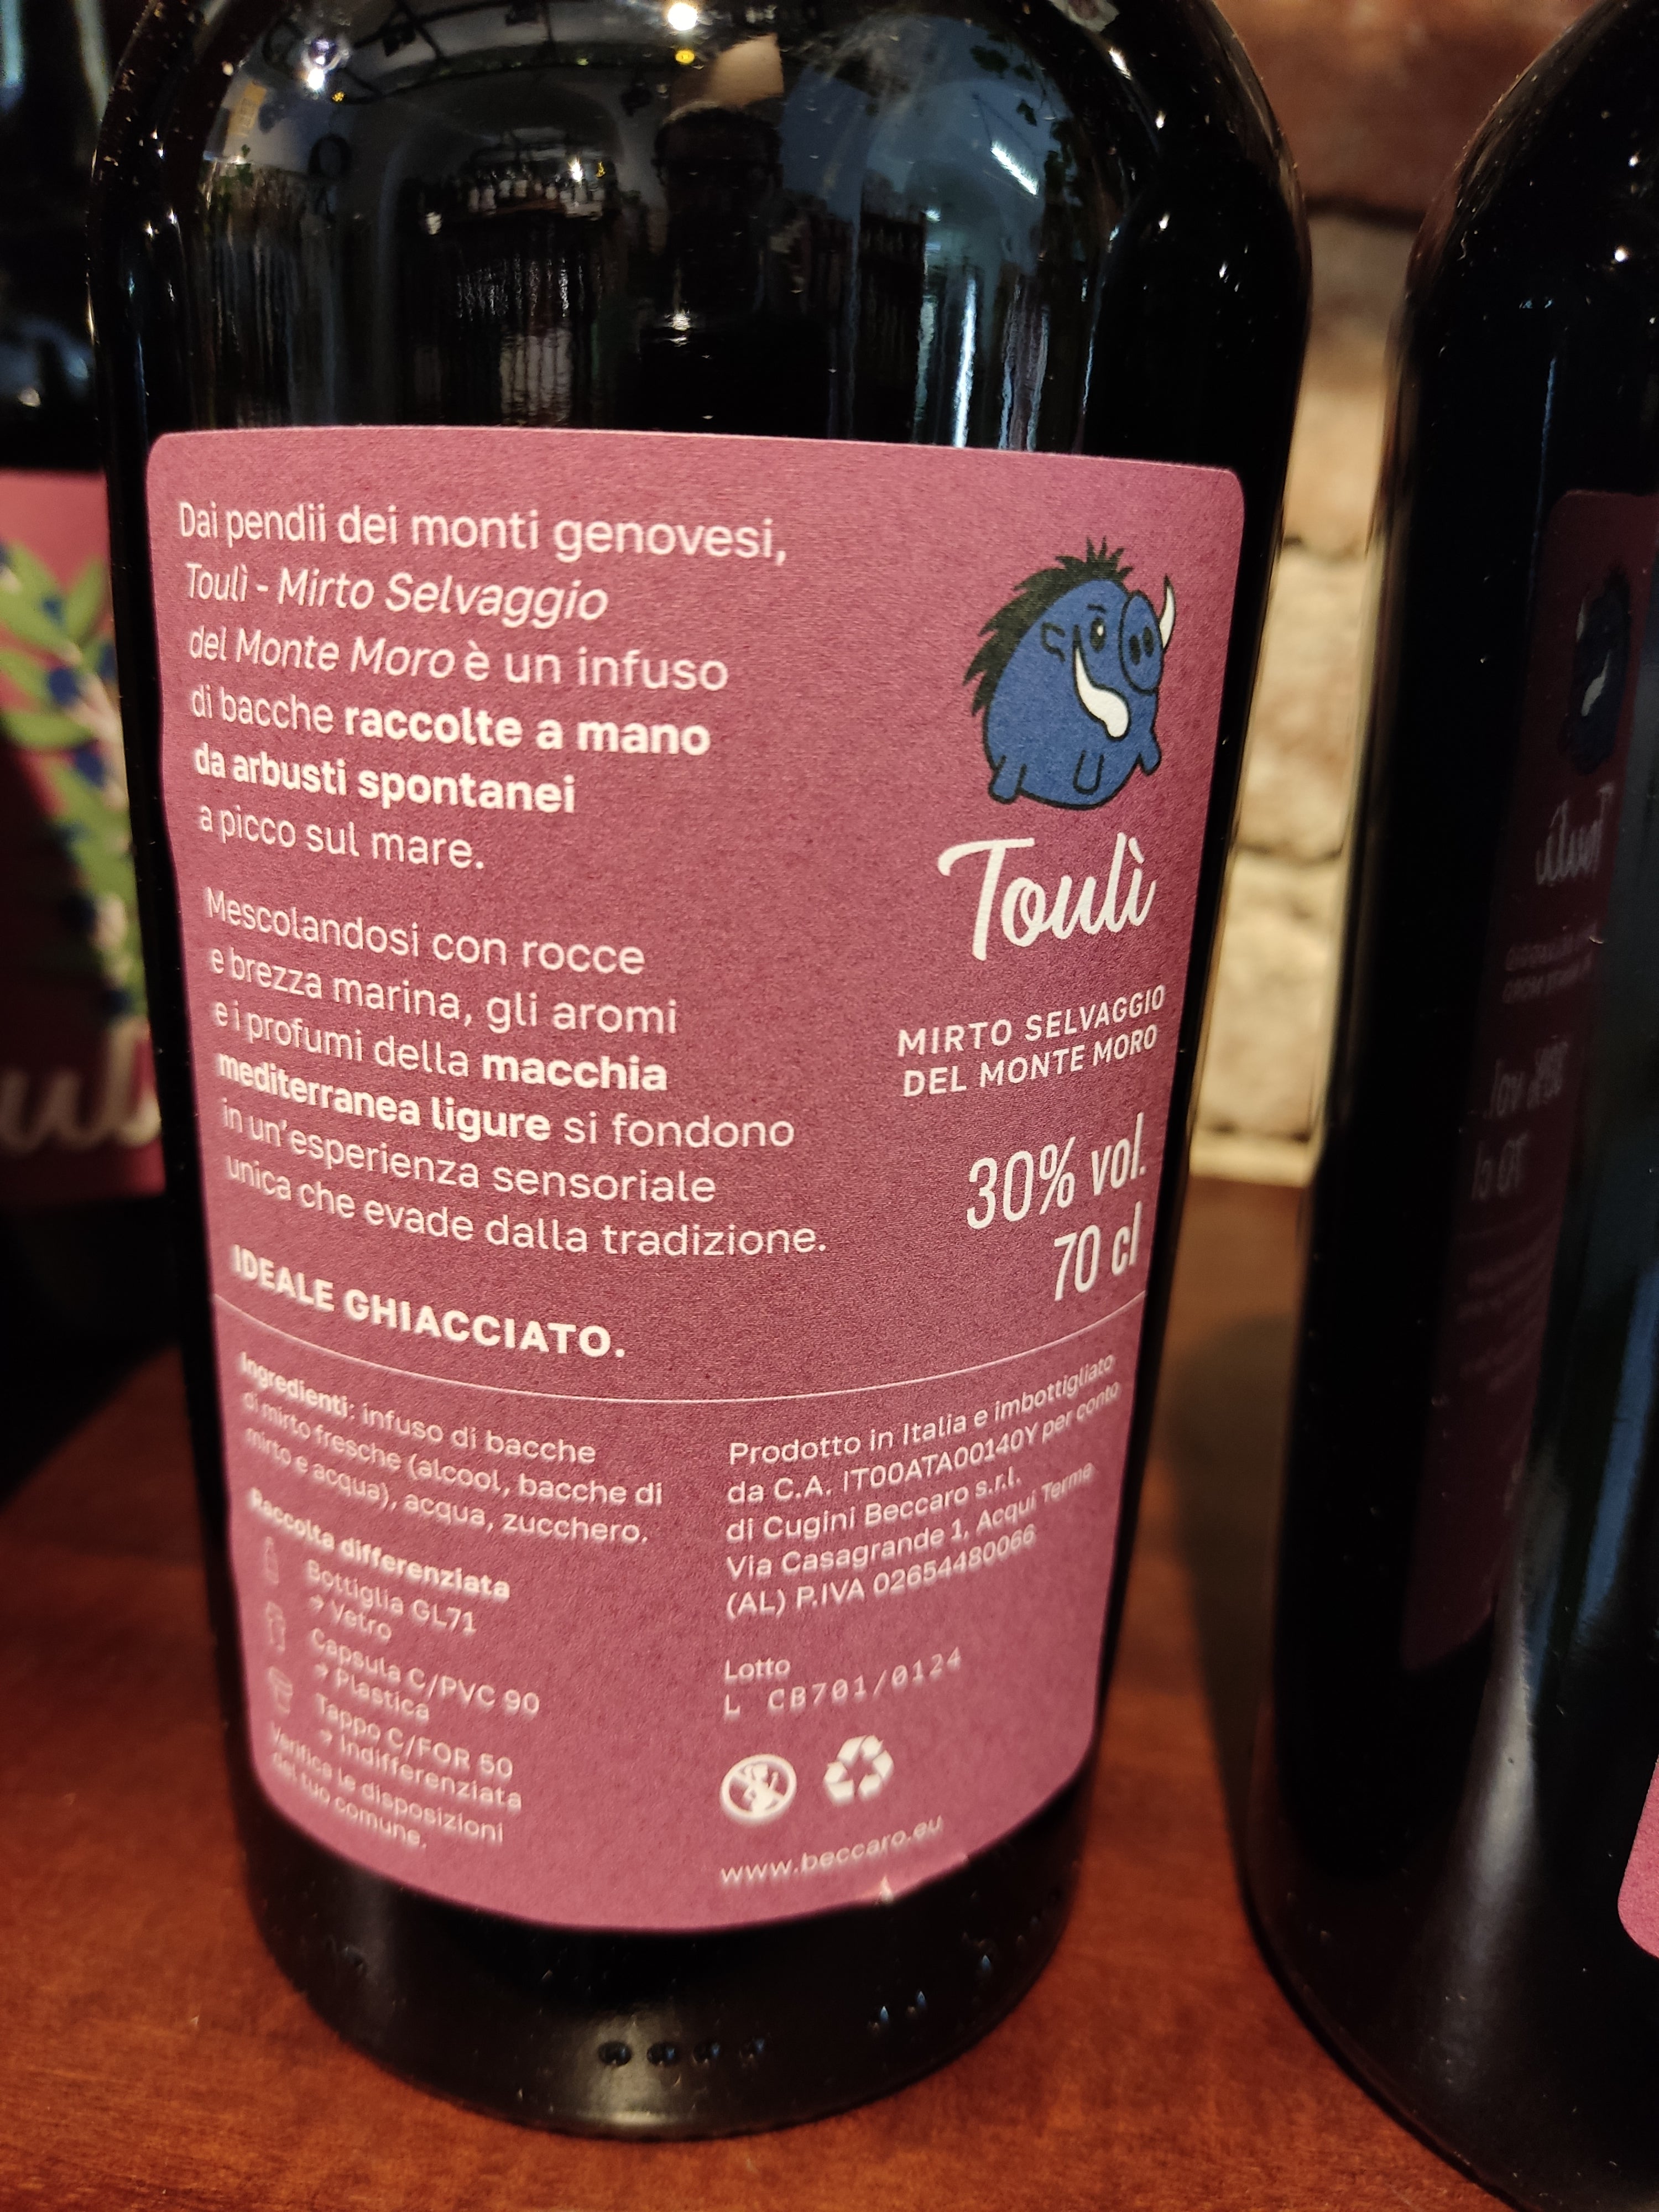 Dai pendii dei monti genovesi,
Toulì - Mirto Selvaggio
del Monte Moro è un infuso
di bacche raccolte a mano
da arbusti spontanei
a picco sul mare.
Mescolandosi con rocce
e brezza marina, gli aromi
e i profumi della macchia
mediterranea ligure si fondono
in un'esperienza sensoriale
unica che evade dalla tradizione.
IDEALE GHIACCIATO.
Toulì
MIRTO SELVAGGIO
DEL MONTE MORO
30% vol.
70 cl
Ingredienti: infuso di bacche
di mirto fresche (alcool, bacche di
mirto e acqua), acqua, zucchero.
Raccolta differenziata
Bottiglia GL71
→ Vetro
Capsula C/PVC 90
→ Plastica
Tappo C/FOR 50
→ Indifferenziata
Verifica le disposizioni
del tuo comune.
Prodotto in Italia e imbottigliato
da C.A. IT00ATA00140Y per conto
di Cugini Beccaro s.r.l.
Via Casagrande 1, Acqui Terme
(AL) P.IVA 02654480066
Lotto
L CB701/0124
www.beccaro.eu